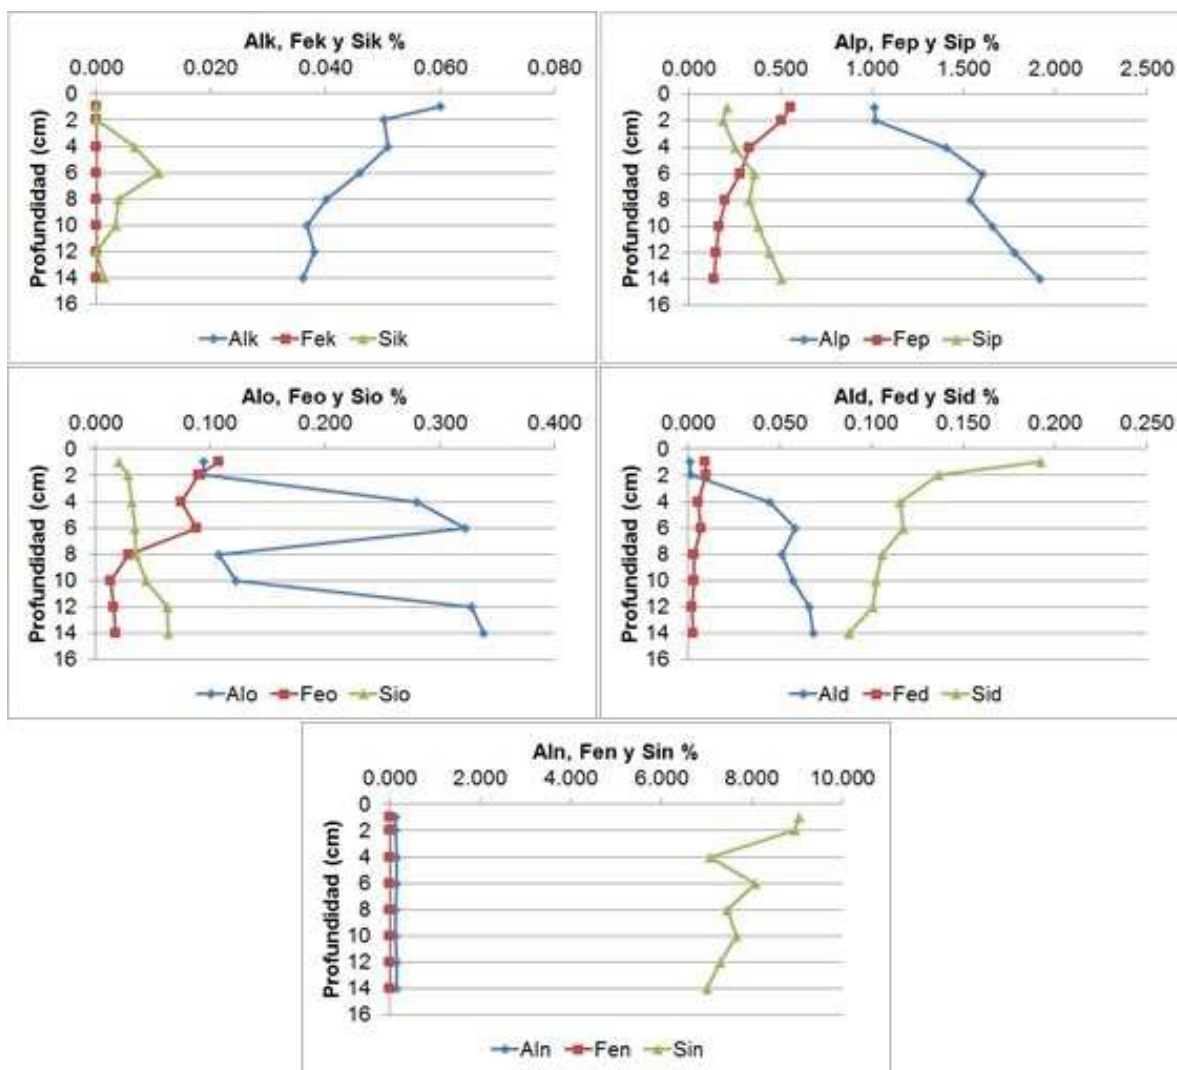 Alk, Fek y Sik %
0.000 0.020 0.040 0.060 0.080
0
2
4
6
8
10
12
14
16
Profundidad (cm)
Alk Fek Sik
Alp, Fep y Sip %
0.000 0.500 1.000 1.500 2.000 2.500
0
2
4
6
8
10
12
14
16
Profundidad (cm)
Alp Fep Sip
Alo, Feo y Sio %
0.000 0.100 0.200 0.300 0.400
0
2
4
6
8
10
12
14
16
Profundidad (cm)
Alo Feo Sio
Ald, Fed y Sid %
0.000 0.050 0.100 0.150 0.200 0.250
0
2
4
6
8
10
12
14
16
Profundidad (cm)
Ald Fed Sid
Aln, Fen y Sin %
0.000 2.000 4.000 6.000 8.000 10.000
0
2
4
6
8
10
12
14
16
Profundidad (cm)
Aln Fen Sin